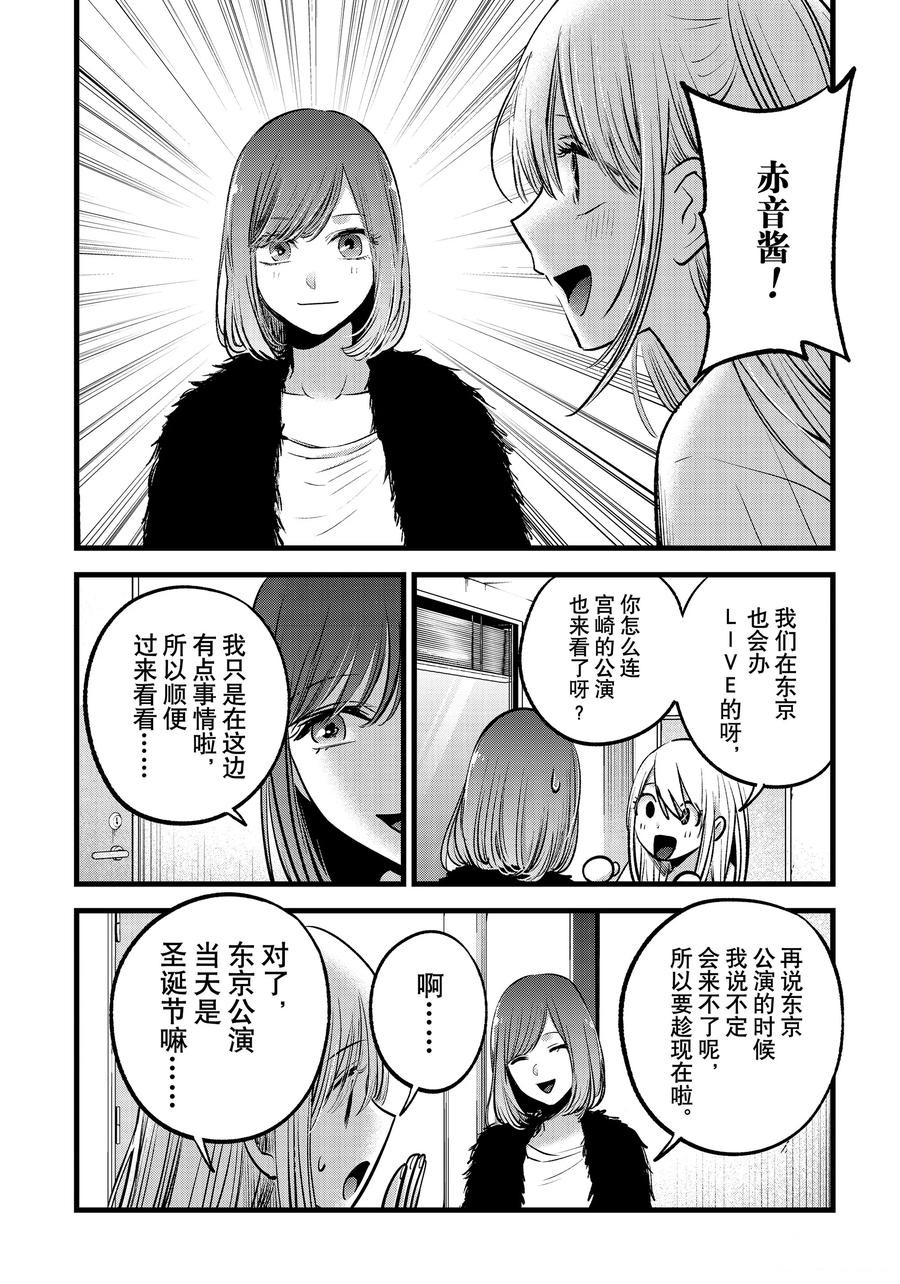 赤音酱！
我们在东京
也会办
LIVE的呀，
你怎么连
宫崎的公演
也来看了呀？
我只是在这边
有点事情啦，
所以顺便
过来看看……
再说东京
公演的时候
我说不定
会来不了呢，
所以要趁现在啦。
啊……
对了，
东京公演
当天是
圣诞节嘛……